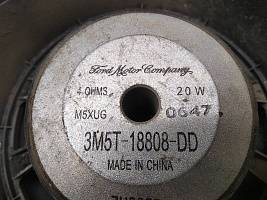 Ford Motor Company
4 OHMS 20 W
M5XUG 0647
3M5T-18808-DD
MADE IN CHINA